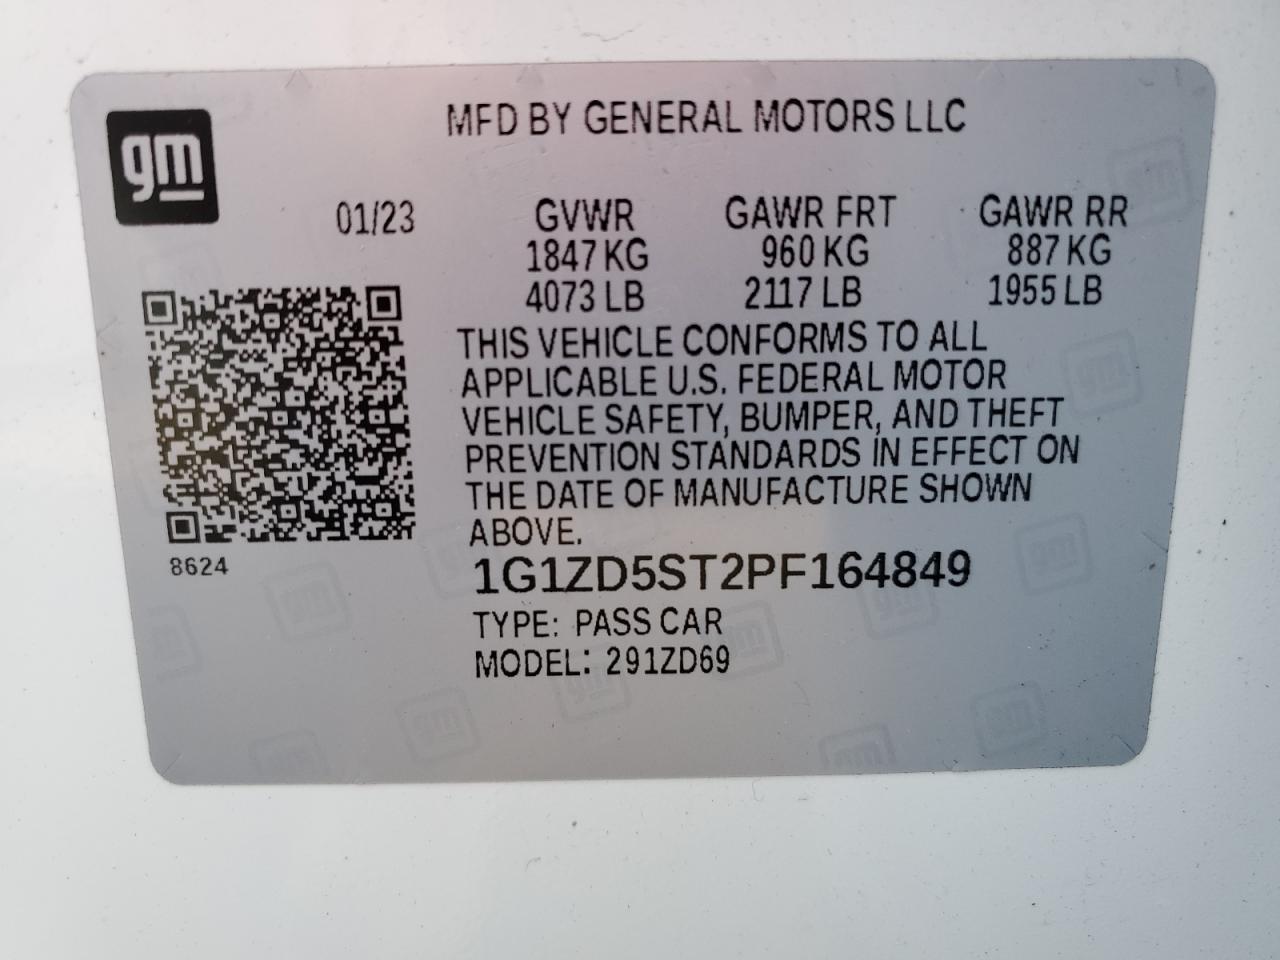 gm
MFD BY GENERAL MOTORS LLC
01/23 GVWR GAWR FRT GAWR RR
1847 KG 960 KG 887 KG
4073 LB 2117 LB 1955 LB
THIS VEHICLE CONFORMS TO ALL
APPLICABLE U.S. FEDERAL MOTOR
VEHICLE SAFETY, BUMPER, AND THEFT
PREVENTION STANDARDS IN EFFECT ON
THE DATE OF MANUFACTURE SHOWN
ABOVE.
8624
1G1ZD5ST2PF164849
TYPE: PASS CAR
MODEL: 291ZD69